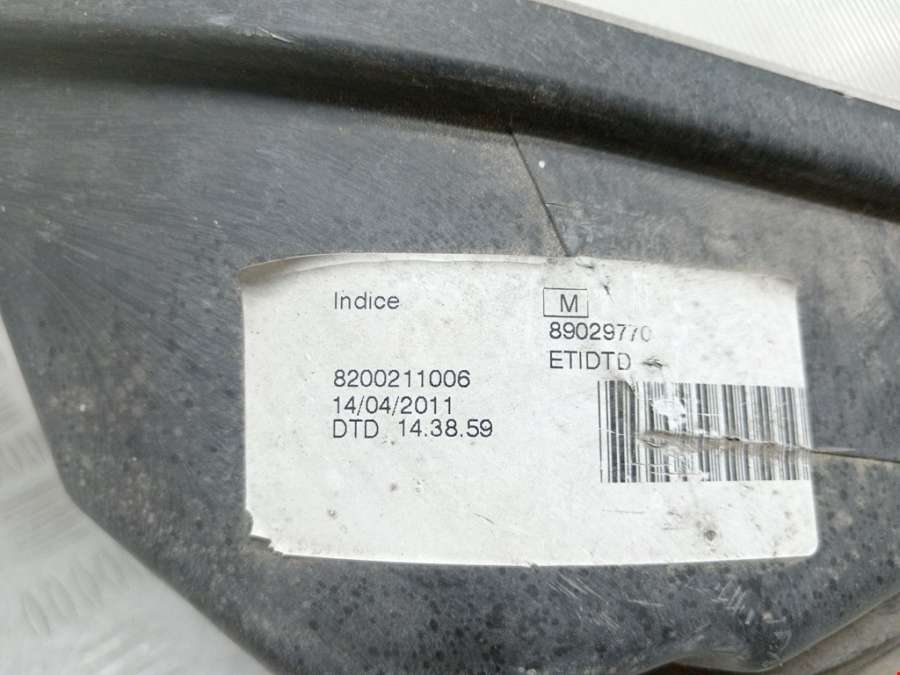 Indice
M
89029770
ETIDTD
8200211006
14/04/2011
DTD 14.38.59